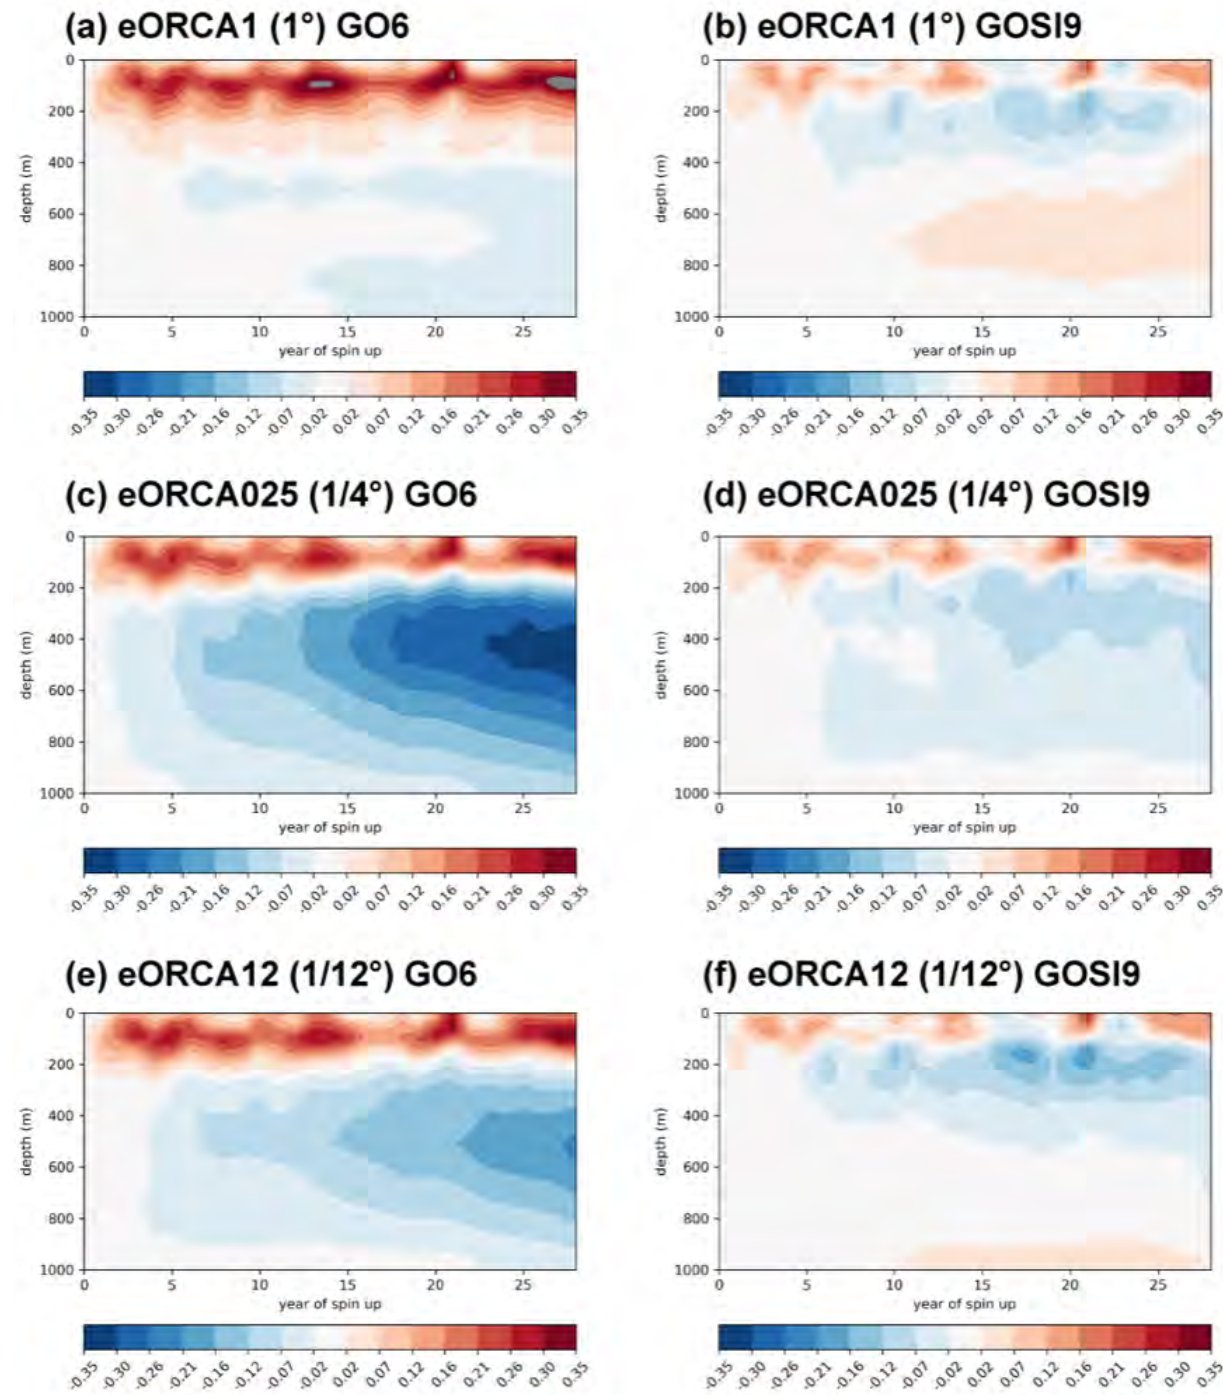 (a) eORCA1 (1°) GO6
(b) eORCA1 (1°) GOSI9
0
200
400
600
800
1000
depth (m)
0 5 10 15 20 25
year of spin up
-0.35 -0.30 -0.26 -0.21 -0.16 -0.12 -0.07 -0.02 0.02 0.07 0.12 0.16 0.21 0.26 0.30 0.35
0
200
400
600
800
1000
depth (m)
0 5 10 15 20 25
year of spin up
-0.35 -0.30 -0.26 -0.21 -0.16 -0.12 -0.07 -0.02 0.02 0.07 0.12 0.16 0.21 0.26 0.30 0.35
(c) eORCA025 (1/4°) GO6
(d) eORCA025 (1/4°) GOSI9
0
200
400
600
800
1000
depth (m)
0 5 10 15 20 25
year of spin up
-0.35 -0.30 -0.26 -0.21 -0.16 -0.12 -0.07 -0.02 0.02 0.07 0.12 0.16 0.21 0.26 0.30 0.35
0
200
400
600
800
1000
depth (m)
0 5 10 15 20 25
year of spin up
-0.35 -0.30 -0.26 -0.21 -0.16 -0.12 -0.07 -0.02 0.02 0.07 0.12 0.16 0.21 0.26 0.30 0.35
(e) eORCA12 (1/12°) GO6
(f) eORCA12 (1/12°) GOSI9
0
200
400
600
800
1000
depth (m)
0 5 10 15 20 25
year of spin up
-0.35 -0.30 -0.26 -0.21 -0.16 -0.12 -0.07 -0.02 0.02 0.07 0.12 0.16 0.21 0.26 0.30 0.35
0
200
400
600
800
1000
depth (m)
0 5 10 15 20 25
year of spin up
-0.35 -0.30 -0.26 -0.21 -0.16 -0.12 -0.07 -0.02 0.02 0.07 0.12 0.16 0.21 0.26 0.30 0.35